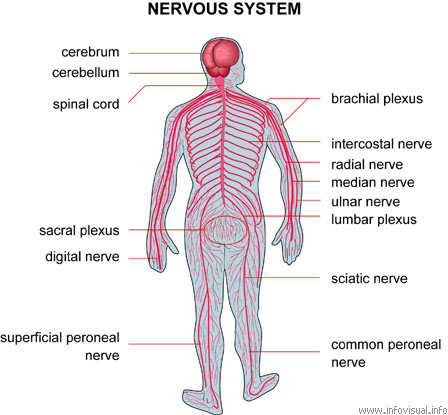 NERVOUS SYSTEM
cerebrum
cerebellum
spinal cord
brachial plexus
intercostal nerve
radial nerve
median nerve
ulnar nerve
lumbar plexus
sacral plexus
digital nerve
sciatic nerve
superficial peroneal
nerve
common peroneal
nerve
www.infovisual.info